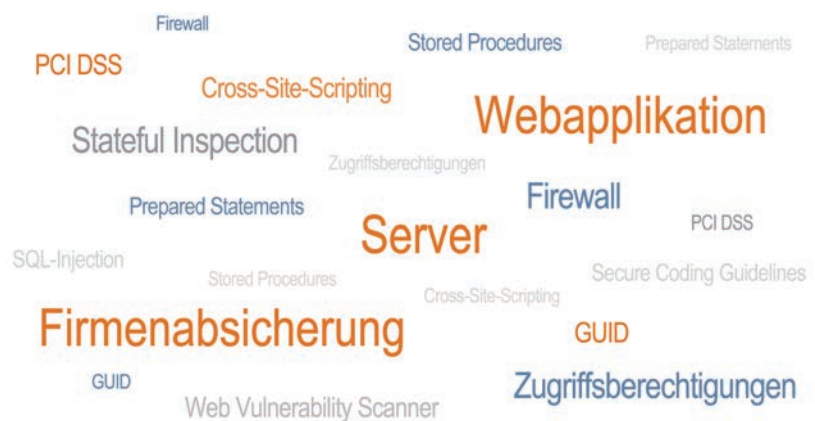 Firewall
Stored Procedures
Prepared Statements
PCI DSS
Cross-Site-Scripting
Webapplikation
Stateful Inspection
Zugriffsberechtigungen
Firewall
Prepared Statements
PCI DSS
Server
SQL-Injection
Stored Procedures
Secure Coding Guidelines
Cross-Site-Scripting
Firmenabsicherung
GUID
GUID
Zugriffsberechtigungen
Web Vulnerability Scanner